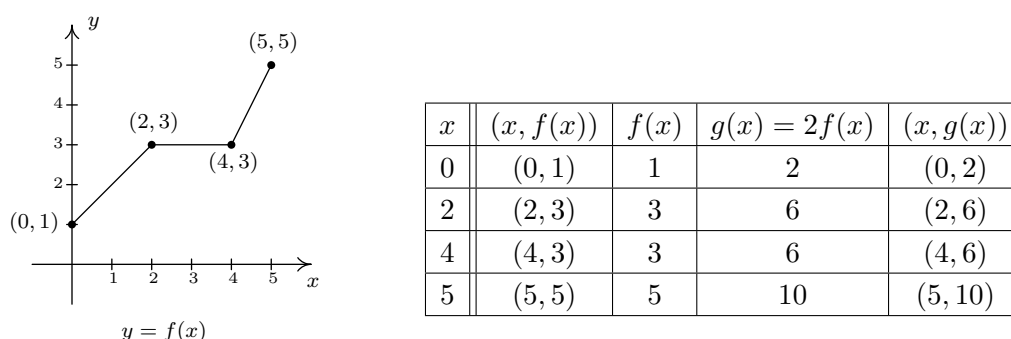 y
(5, 5)
5
4
(2, 3)
3
(4, 3)
2
(0, 1)
1 2 3 4 5
x
y = f(x)
x (x, f(x)) f(x) g(x) = 2f(x) (x, g(x))
0 (0, 1) 1 2 (0, 2)
2 (2, 3) 3 6 (2, 6)
4 (4, 3) 3 6 (4, 6)
5 (5, 5) 5 10 (5, 10)